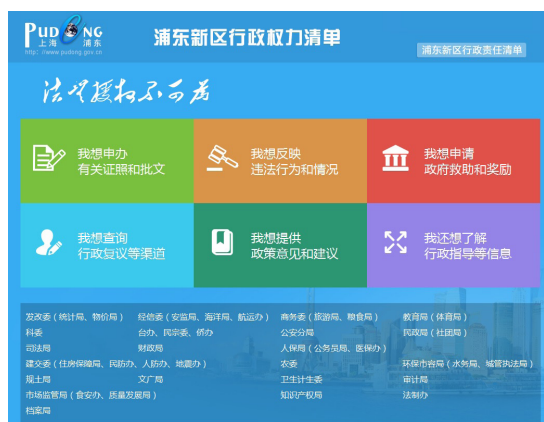 PUD NG
上海 浦东
http://www.pudong.gov.cn
浦东新区行政权力清单
浦东新区行政责任清单
法无授权不可为
我想申办
有关证照和批文
我想反映
违法行为和情况
我想申请
政府救助和奖励
我想查询
行政复议等渠道
我想提供
政策意见和建议
我还想了解
行政指导等信息
发改委(统计局、物价局) 经信委(安监局、海洋局、航运办) 商务委(旅游局、粮食局) 教育局(体育局)
科委 台办、民宗委、侨办 公安分局 民政局(社团局)
司法局 财政局 人保局(公务员局、医保办)
建交委(住房保障局、民防办、人防办、地震办) 农委 环保市容局(水务局、城管执法局)
规土局 文广局 卫生计生委 审计局
市场监管局(食安办、质量发展局) 知识产权局 法制办
档案局